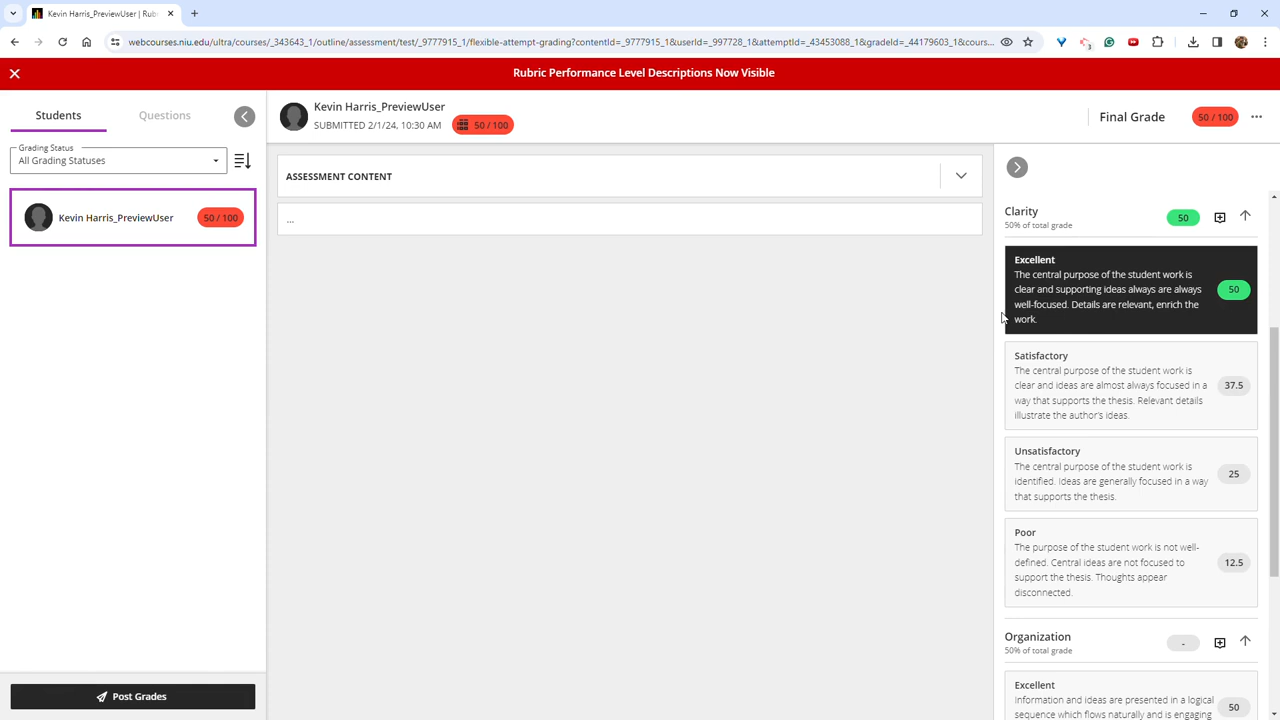 Kevin Harris_PreviewUser | Rub
webcourses.niu.edu/ultra/courses/_343643_1/outline/assessment/test/_9777915_1/flexible-attempt-grading?contentId=_9777915_1&userId=_997728_1&attemptId=_43453088_1&gradeId=_44179603_1&cours...
Rubric Performance Level Descriptions Now Visible
Students
Questions
Grading Status
All Grading Statuses
Kevin Harris_PreviewUser
50 / 100
Post Grades
Kevin Harris_PreviewUser
SUBMITTED 2/1/24, 10:30 AM
50 / 100
Final Grade
50 / 100
ASSESSMENT CONTENT
...
Clarity
50
50% of total grade
Excellent
The central purpose of the student work is
clear and supporting ideas always are always
well-focused. Details are relevant, enrich the
work.
50
Satisfactory
The central purpose of the student work is
clear and ideas are almost always focused in a
way that supports the thesis. Relevant details
illustrate the author's ideas.
37.5
Unsatisfactory
The central purpose of the student work is
identified. Ideas are generally focused in a way
that supports the thesis.
25
Poor
The purpose of the student work is not well-
defined. Central ideas are not focused to
support the thesis. Thoughts appear
disconnected.
12.5
Organization
-
50% of total grade
Excellent
Information and ideas are presented in a logical
sequence which flows naturally and is engaging
50